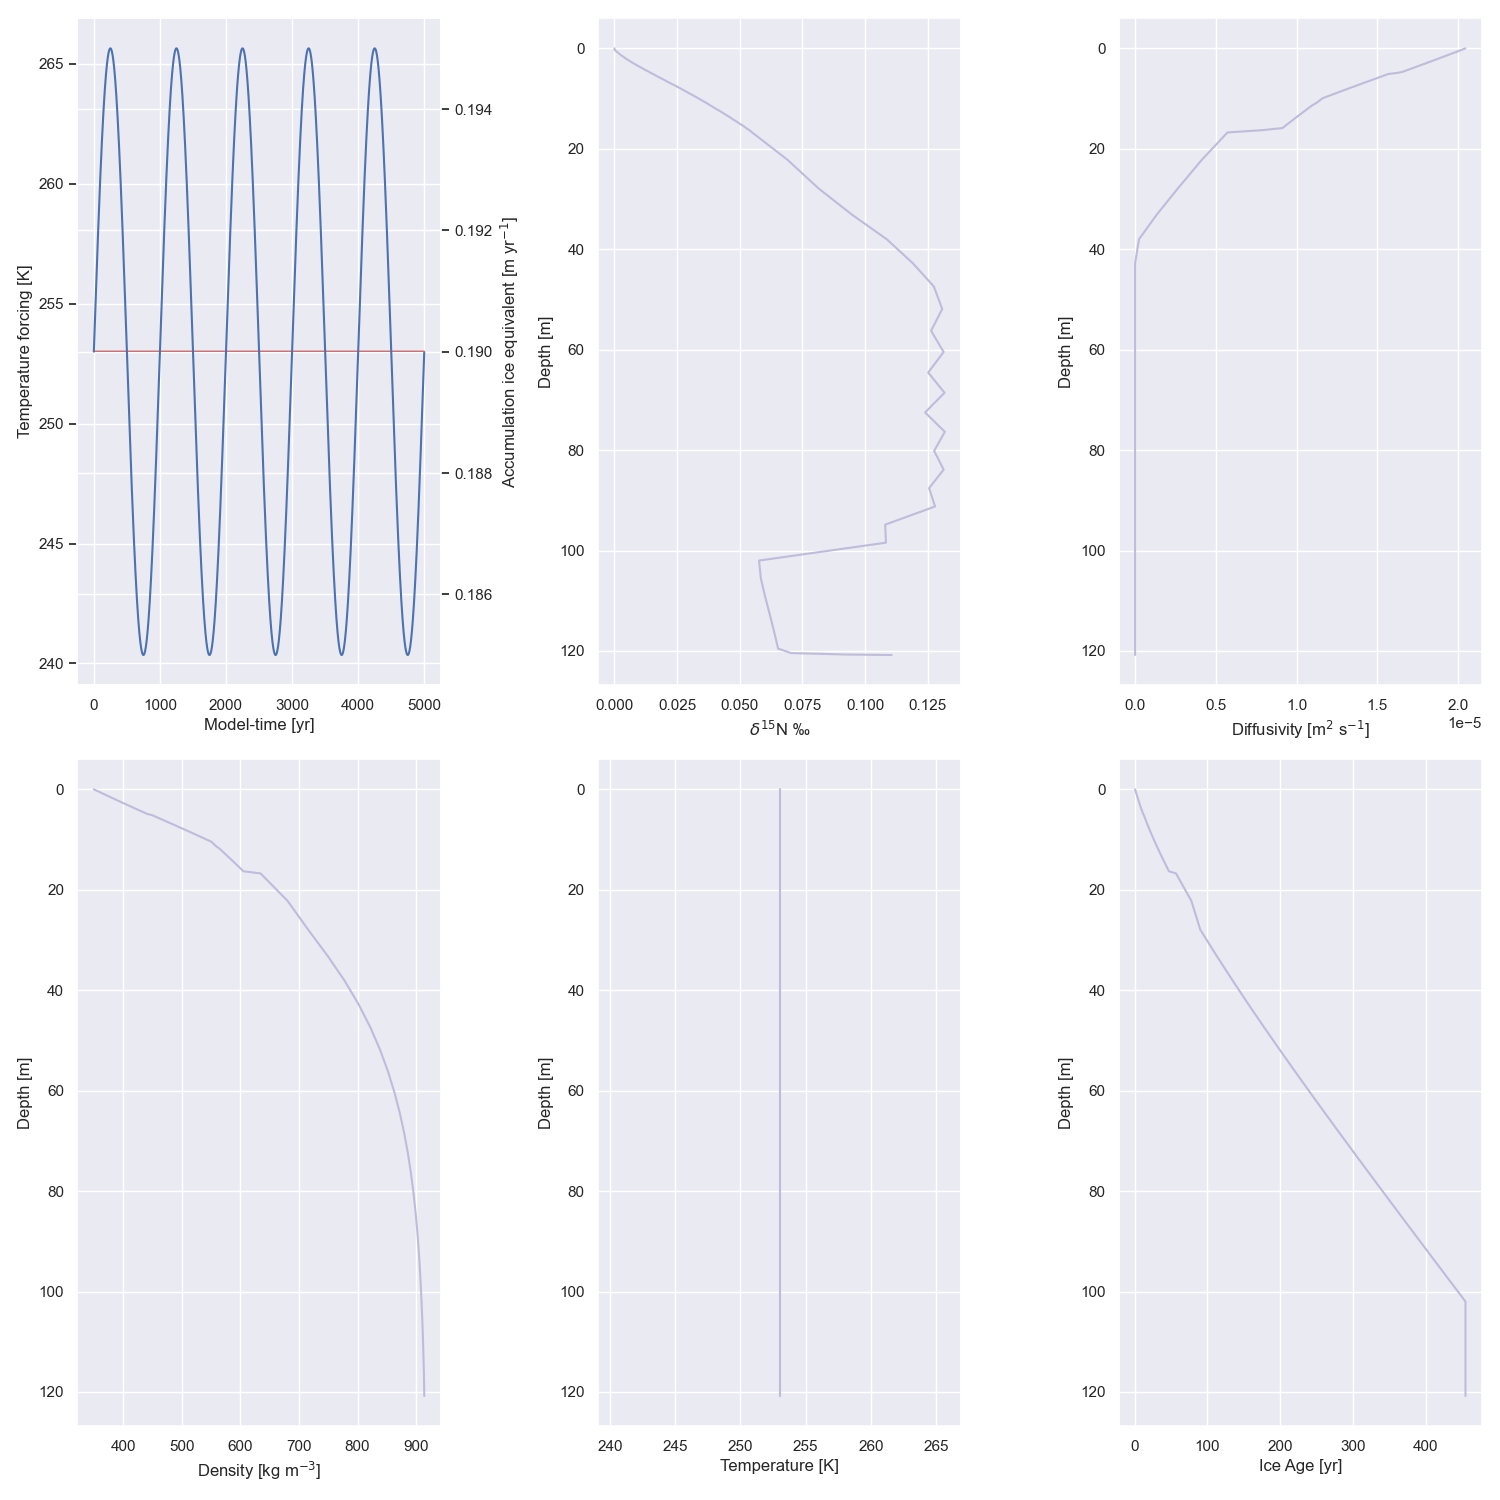 265
260
255
250
245
240
Temperature forcing [K]
0 1000 2000 3000 4000 5000
Model-time [yr]
0.194
0.192
0.190
0.188
0.186
Accumulation ice equivalent [m yr⁻¹]
0
20
40
60
80
100
120
Depth [m]
0.000 0.025 0.050 0.075 0.100 0.125
δ¹⁵N ‰
0
20
40
60
80
100
120
Depth [m]
0.0 0.5 1.0 1.5 2.0
1e−5
Diffusivity [m² s⁻¹]
0
20
40
60
80
100
120
Depth [m]
400 500 600 700 800 900
Density [kg m⁻³]
0
20
40
60
80
100
120
Depth [m]
240 245 250 255 260 265
Temperature [K]
0
20
40
60
80
100
120
Depth [m]
0 100 200 300 400
Ice Age [yr]